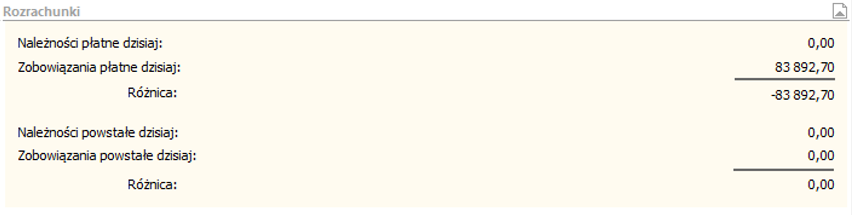 Rozrachunki
Należności płatne dzisiaj: 0,00
Zobowiązania płatne dzisiaj: 83 892,70
Różnica: -83 892,70
Należności powstałe dzisiaj: 0,00
Zobowiązania powstałe dzisiaj: 0,00
Różnica: 0,00